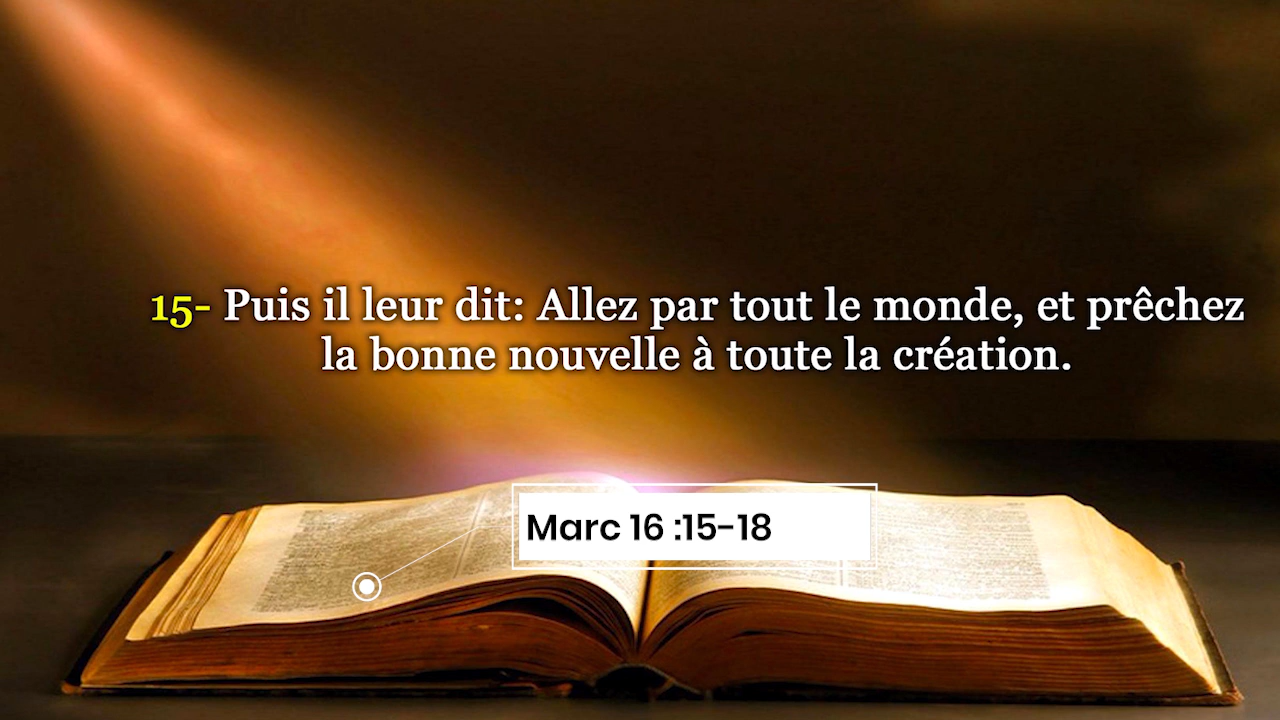 15- Puis il leur dit: Allez par tout le monde, et prêchez
la bonne nouvelle à toute la création.
Marc 16 :15-18